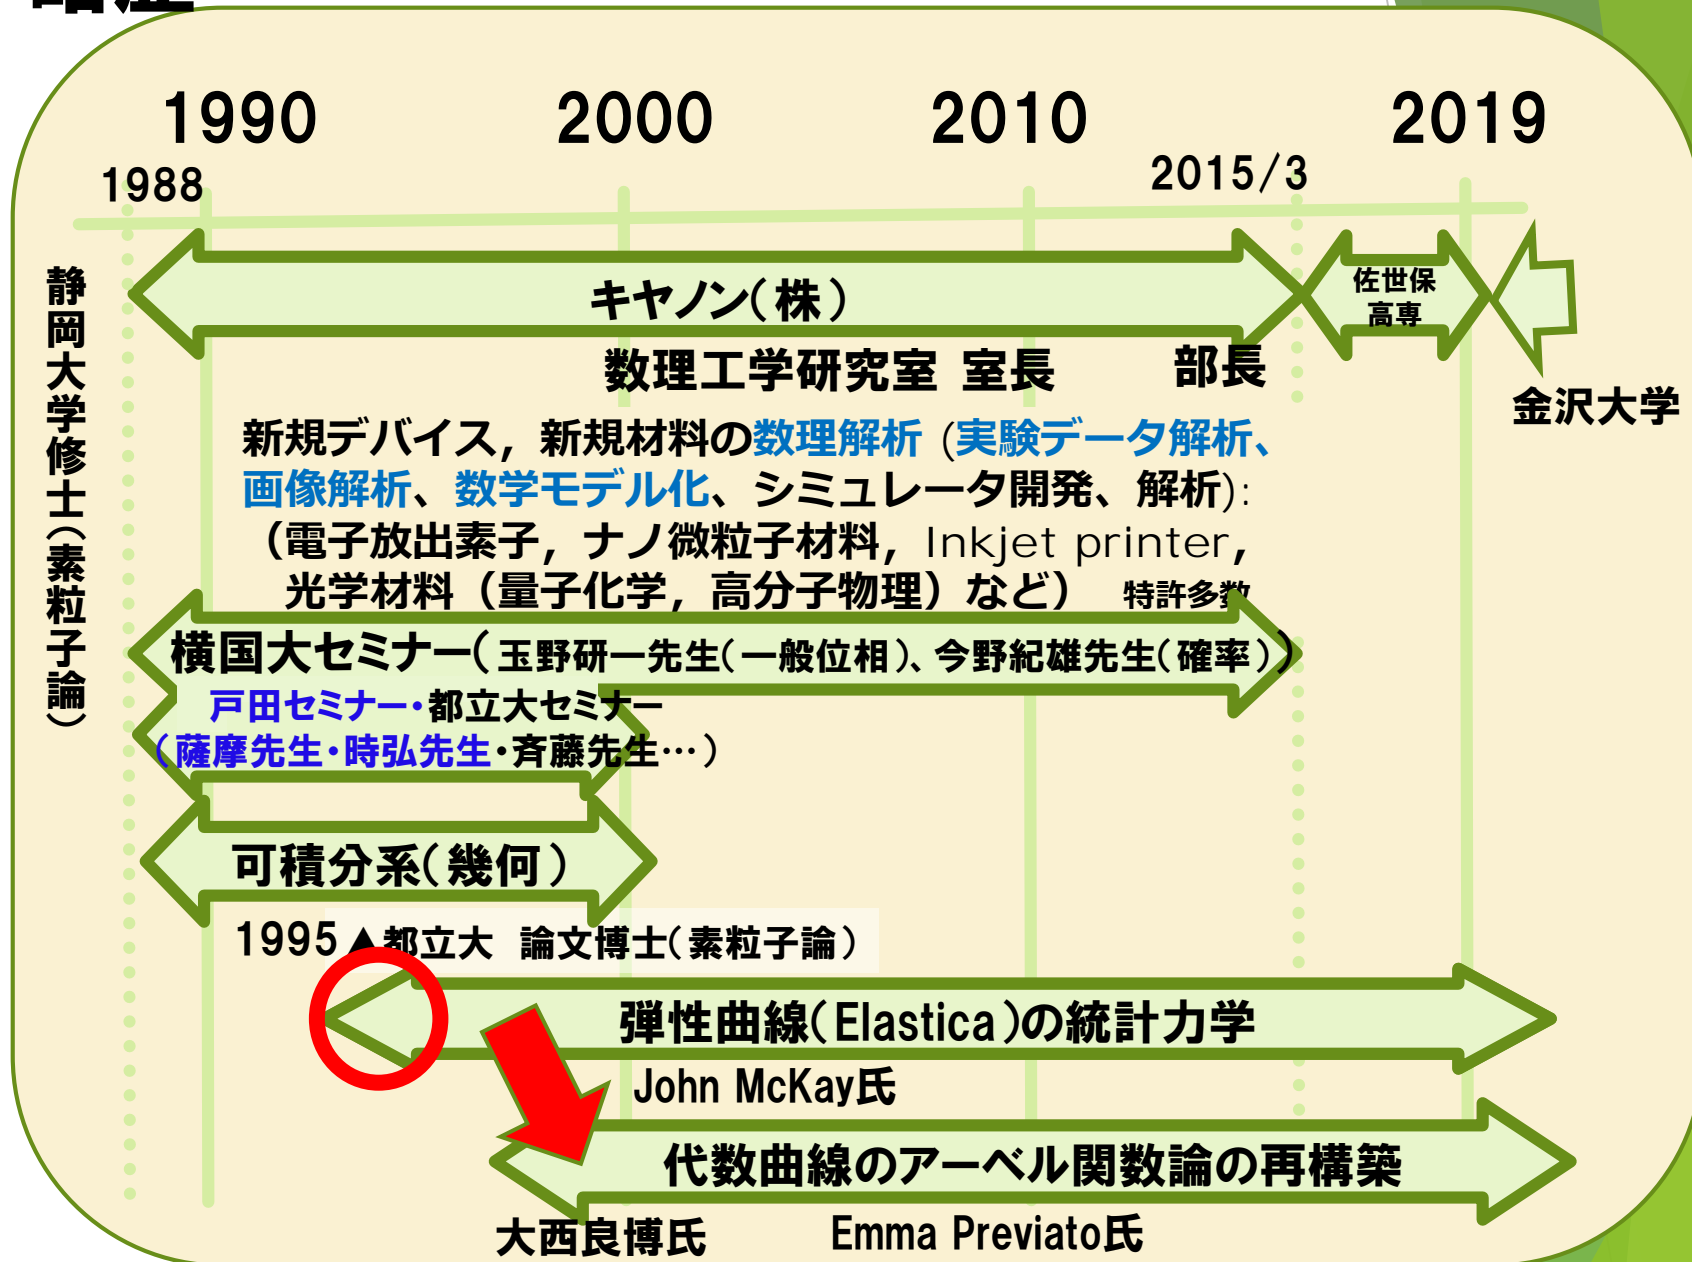 略歴
1990
2000
2010
2019
1988
2015/3
静岡大学修士（素粒子論）
キヤノン（株）
佐世保
高専
数理工学研究室 室長
部長
金沢大学
新規デバイス，新規材料の数理解析 (実験データ解析、
画像解析、数学モデル化、シミュレータ開発、解析):
（電子放出素子，ナノ微粒子材料，Inkjet printer，
光学材料（量子化学，高分子物理）など） 特許多数
横国大セミナー（玉野研一先生（一般位相）、今野紀雄先生（確率））
戸田セミナー・都立大セミナー
（薩摩先生・時弘先生・斉藤先生…）
可積分系（幾何）
1995▲都立大 論文博士（素粒子論）
弾性曲線（Elastica）の統計力学
John McKay氏
代数曲線のアーベル関数論の再構築
大西良博氏
Emma Previato氏